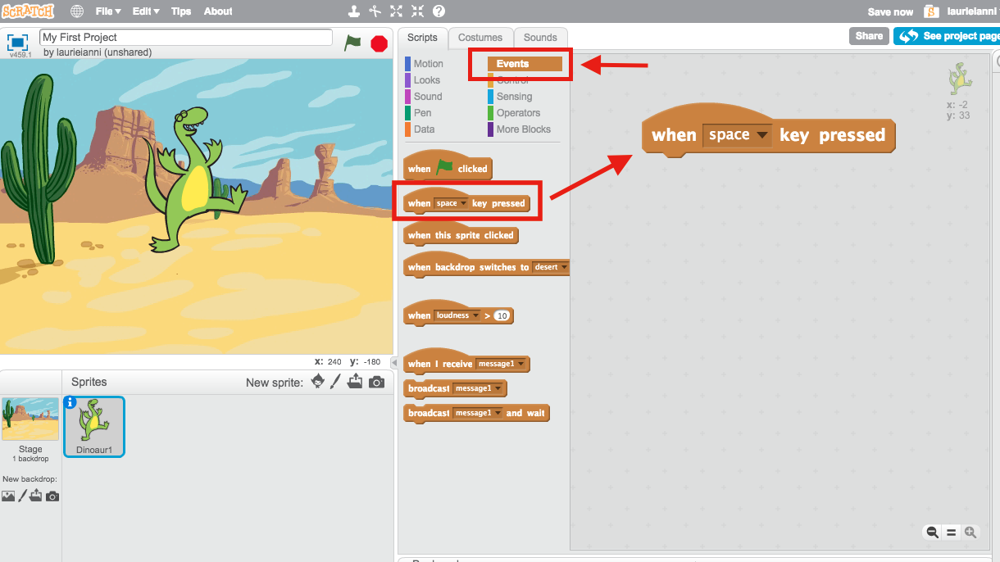 SCRATCH File Edit Tips About Save now laurieianni
My First Project
v459.1 by laurieianni (unshared)
Scripts Costumes Sounds Share See project page
Motion Events
Looks Control
Sound Sensing
Pen Operators
Data More Blocks
x: -2
y: 33
when clicked
when space key pressed
when this sprite clicked
when backdrop switches to desert
when loudness > 10
when I receive message1
broadcast message1
broadcast message1 and wait
when space key pressed
x: 240 y: -180
Sprites New sprite:
Stage
1 backdrop
New backdrop:
Dinoaur1